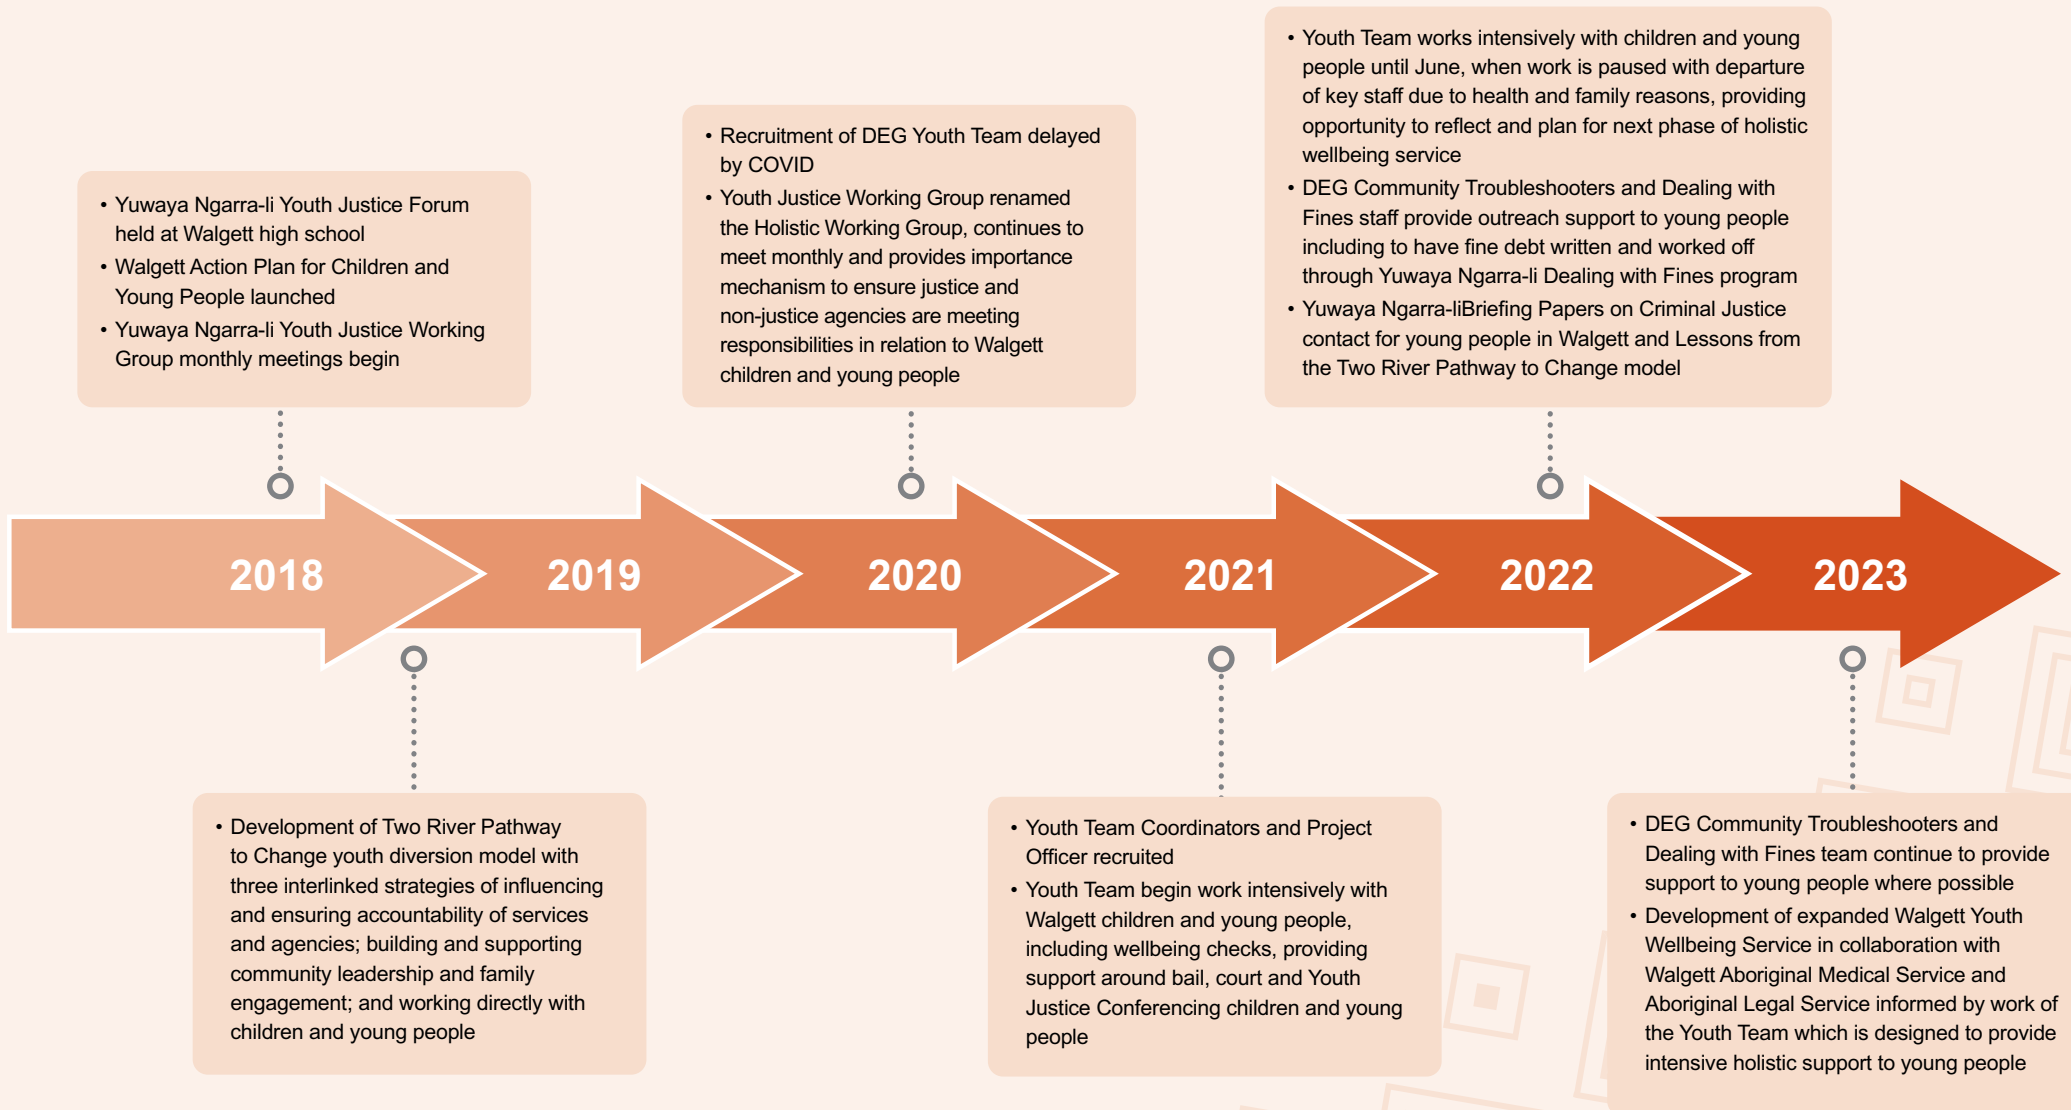 • Yuwaya Ngarra-li Youth Justice Forum
held at Walgett high school
• Walgett Action Plan for Children and
Young People launched
• Yuwaya Ngarra-li Youth Justice Working
Group monthly meetings begin
• Recruitment of DEG Youth Team delayed
by COVID
• Youth Justice Working Group renamed
the Holistic Working Group, continues to
meet monthly and provides importance
mechanism to ensure justice and
non-justice agencies are meeting
responsibilities in relation to Walgett
children and young people
• Youth Team works intensively with children and young
people until June, when work is paused with departure
of key staff due to health and family reasons, providing
opportunity to reflect and plan for next phase of holistic
wellbeing service
• DEG Community Troubleshooters and Dealing with
Fines staff provide outreach support to young people
including to have fine debt written and worked off
through Yuwaya Ngarra-li Dealing with Fines program
• Yuwaya Ngarra-liBriefing Papers on Criminal Justice
contact for young people in Walgett and Lessons from
the Two River Pathway to Change model
2018
2019
2020
2021
2022
2023
• Development of Two River Pathway
to Change youth diversion model with
three interlinked strategies of influencing
and ensuring accountability of services
and agencies; building and supporting
community leadership and family
engagement; and working directly with
children and young people
• Youth Team Coordinators and Project
Officer recruited
• Youth Team begin work intensively with
Walgett children and young people,
including wellbeing checks, providing
support around bail, court and Youth
Justice Conferencing children and young
people
• DEG Community Troubleshooters and
Dealing with Fines team continue to provide
support to young people where possible
• Development of expanded Walgett Youth
Wellbeing Service in collaboration with
Walgett Aboriginal Medical Service and
Aboriginal Legal Service informed by work of
the Youth Team which is designed to provide
intensive holistic support to young people